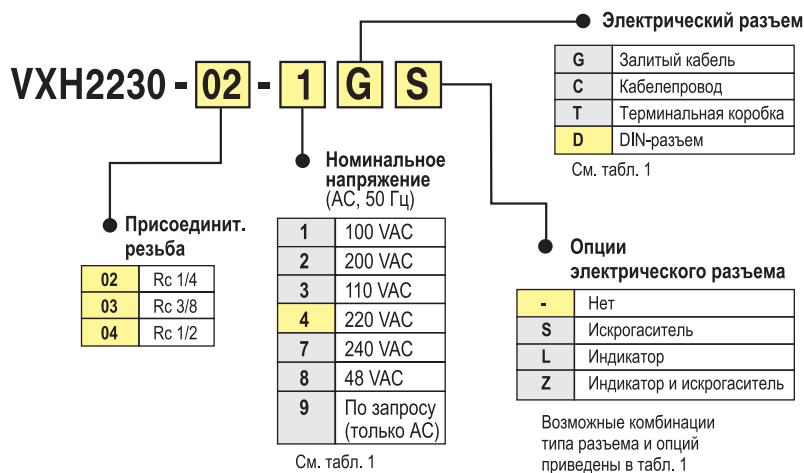 VXH2230 - 02 - 1 G S
Электрический разъем
G Залитый кабель
C Кабелепровод
T Терминальная коробка
D DIN-разъем
См. табл. 1
Номинальное
напряжение
(AC, 50 Гц)
1 100 VAC
2 200 VAC
3 110 VAC
4 220 VAC
7 240 VAC
8 48 VAC
9 По запросу
(только AC)
См. табл. 1
Присоединит.
резьба
02 Rc 1/4
03 Rc 3/8
04 Rc 1/2
Опции
электрического разъема
- Нет
S Искрогаситель
L Индикатор
Z Индикатор и искрогаситель
Возможные комбинации
типа разъема и опций
приведены в табл. 1